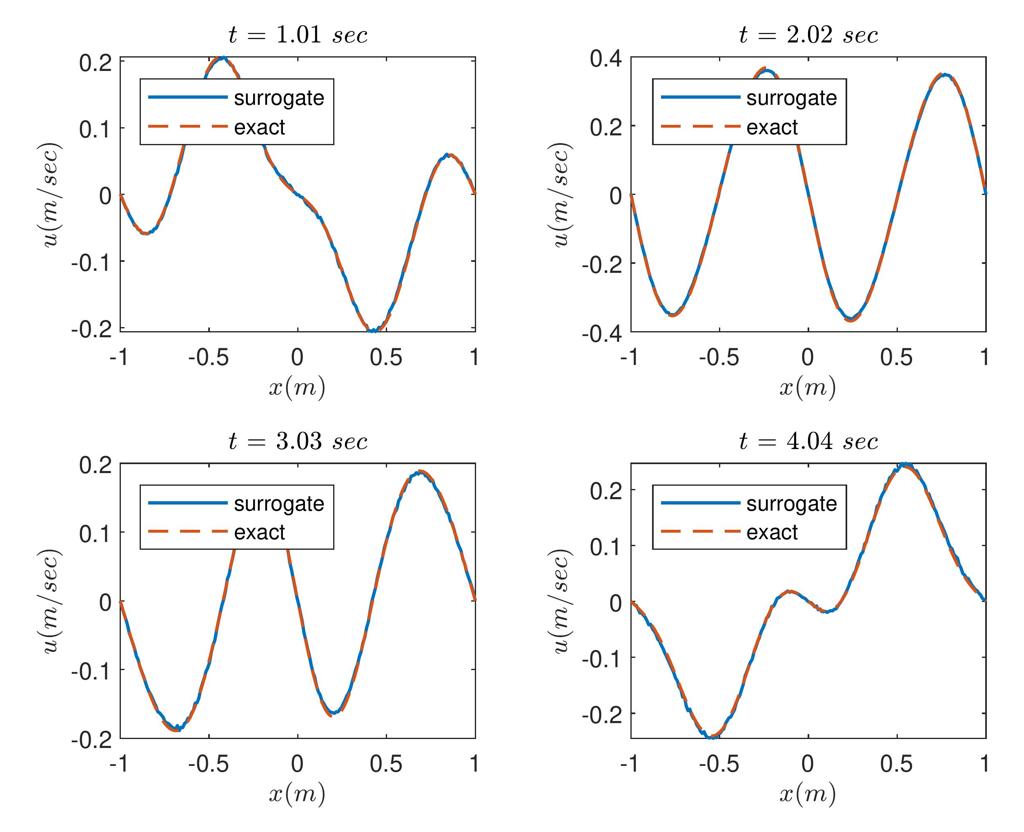 t = 1.01 sec
0.2
0.1
0
-0.1
-0.2
u(m/sec)
surrogate
exact
-1 -0.5 0 0.5 1
x(m)
t = 2.02 sec
0.4
0.2
0
-0.2
-0.4
u(m/sec)
surrogate
exact
-1 -0.5 0 0.5 1
x(m)
t = 3.03 sec
0.2
0.1
0
-0.1
-0.2
u(m/sec)
surrogate
exact
-1 -0.5 0 0.5 1
x(m)
t = 4.04 sec
0.2
0.1
0
-0.1
-0.2
u(m/sec)
surrogate
exact
-1 -0.5 0 0.5 1
x(m)